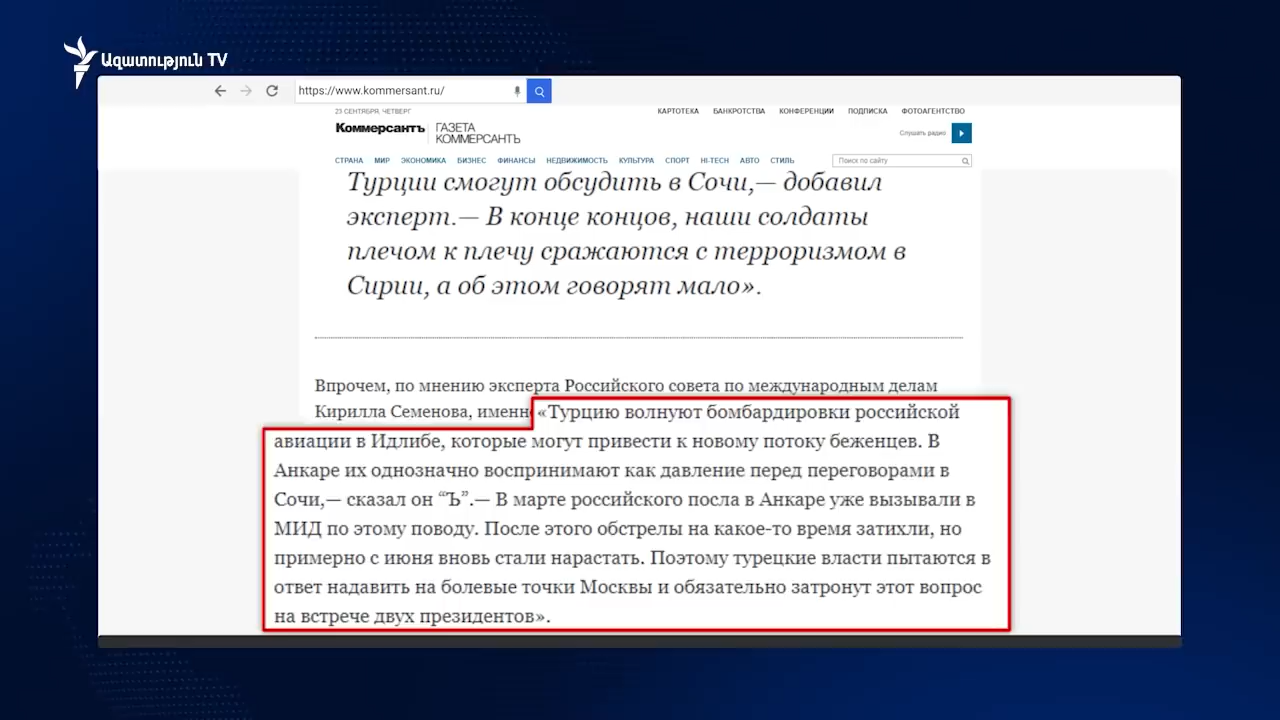 Ազատություն TV
https://www.kommersant.ru/
23 СЕНТЯБРЯ, ЧЕТВЕРГ
КАРТОТЕКА БАНКРОТСТВА КОНФЕРЕНЦИИ ПОДПИСКА ФОТОАГЕНТСТВО
Коммерсантъ
ГАЗЕТА
КОММЕРСАНТЪ
Слушать радио
СТРАНА МИР ЭКОНОМИКА БИЗНЕС ФИНАНСЫ НЕДВИЖИМОСТЬ КУЛЬТУРА СПОРТ HI-TECH АВТО СТИЛЬ
Поиск по сайту
Турции смогут обсудить в Сочи,— добавил
эксперт.— В конце концов, наши солдаты
плечом к плечу сражаются с терроризмом в
Сирии, а об этом говорят мало».
Впрочем, по мнению эксперта Российского совета по международным делам
Кирилла Семенова, именн «Турцию волнуют бомбардировки российской
авиации в Идлибе, которые могут привести к новому потоку беженцев. В
Анкаре их однозначно воспринимают как давление перед переговорами в
Сочи,— сказал он “Ъ”.— В марте российского посла в Анкаре уже вызывали в
МИД по этому поводу. После этого обстрелы на какое-то время затихли, но
примерно с июня вновь стали нарастать. Поэтому турецкие власти пытаются в
ответ надавить на болевые точки Москвы и обязательно затронут этот вопрос
на встрече двух президентов».